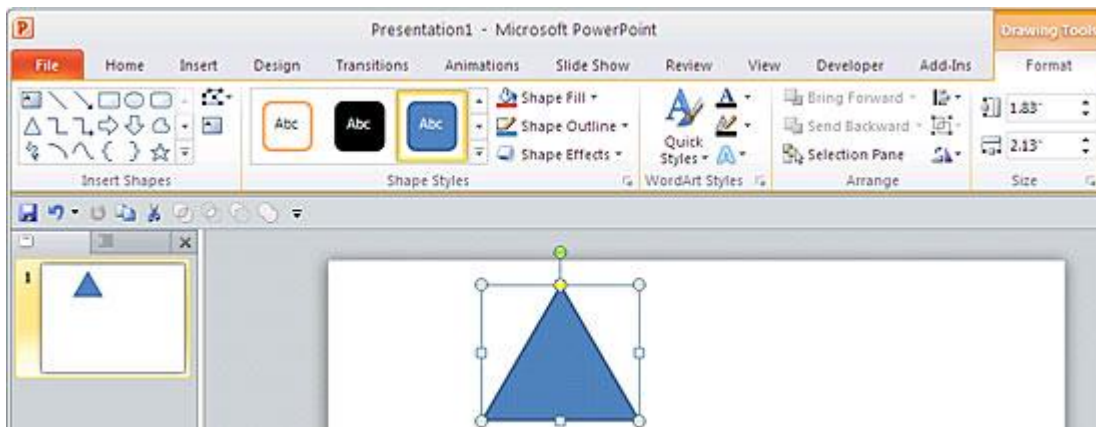 Presentation1 - Microsoft PowerPoint
Drawing Tools
File Home Insert Design Transitions Animations Slide Show Review View Developer Add-Ins Format
Abc Abc Abc
Shape Fill
Shape Outline
Shape Effects
Quick
Styles
Bring Forward
Send Backward
Selection Pane
1.83"
2.13"
Insert Shapes Shape Styles WordArt Styles Arrange Size
1